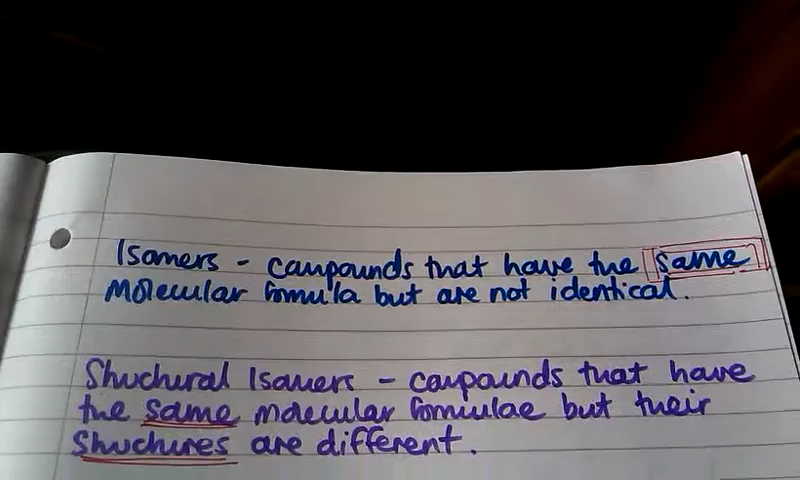 Isomers - compounds that have the same
molecular formula but are not identical.
Structural Isomers - compounds that have
the same molecular formulae but their
structures are different.